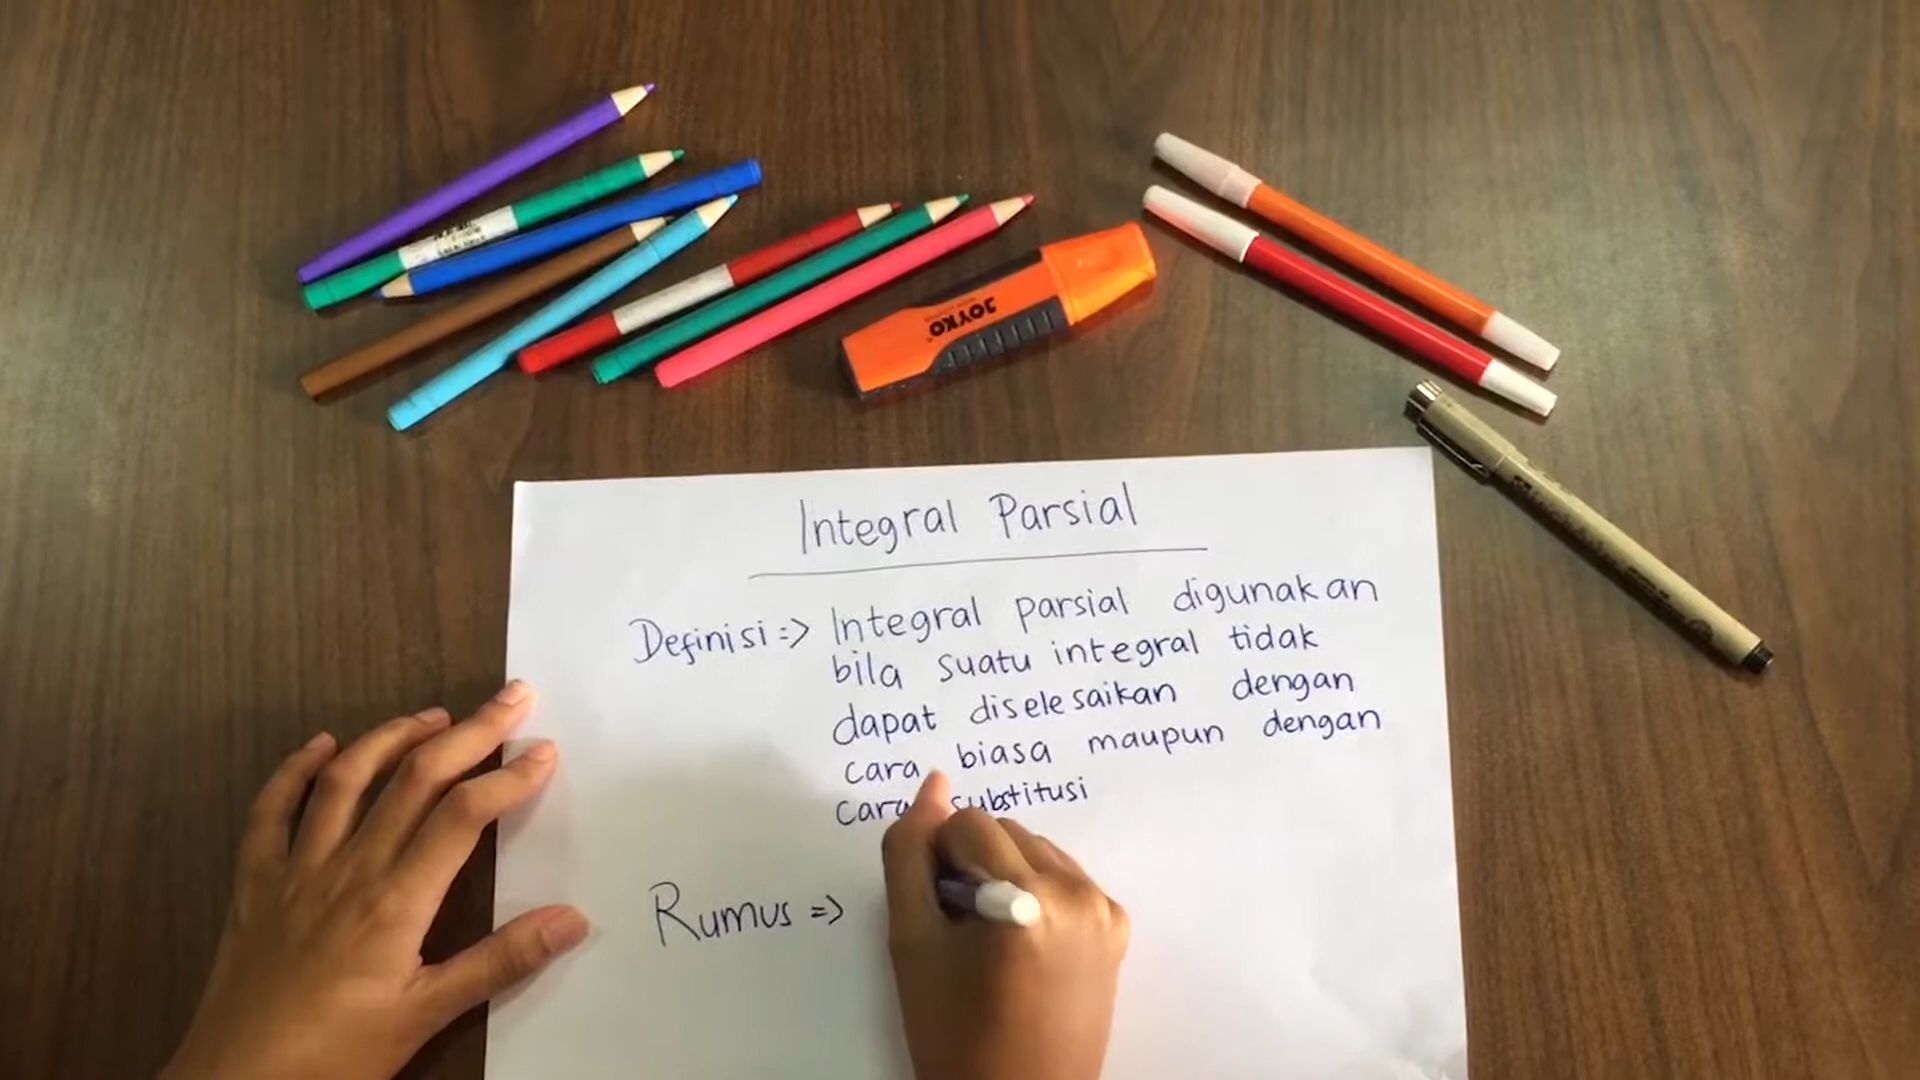 JOYKO
Integral Parsial
Definisi => Integral parsial digunakan
bila suatu integral tidak
dapat diselesaikan dengan
cara biasa maupun dengan
cara substitusi
Rumus =>